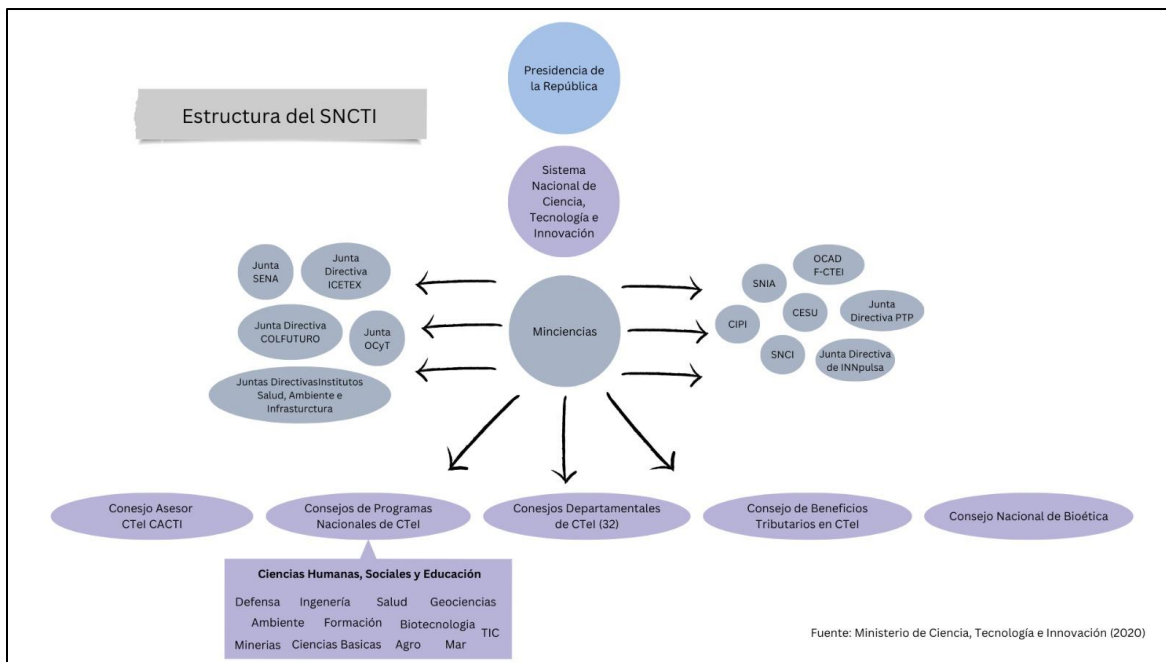 Presidencia de
la República
Estructura del SNCTI
Sistema
Nacional de
Ciencia,
Tecnología e
Innovación
Junta
SENA
Junta
Directiva
ICETEX
Junta Directiva
COLFUTURO
Junta
OCyT
Juntas DirectivasInstitutos
Salud, Ambiente e
Infrasturctura
Minciencias
OCAD
F-CTEI
SNIA
CESU
Junta
Directiva PTP
CIPI
SNCI
Junta Directiva
de INNpulsa
Conesjo Asesor
CTeI CACTI
Consejos de Programas
Nacionales de CTeI
Conesjos Departamentales
de CTeI (32)
Consejo de Beneficios
Tributarios en CTeI
Consejo Nacional de Bioética
Ciencias Humanas, Sociales y Educación
Defensa Ingenería Salud Geociencias
Ambiente Formación Biotecnologia TIC
Minerias Ciencias Basicas Agro Mar
Fuente: Ministerio de Ciencia, Tecnología e Innovación (2020)